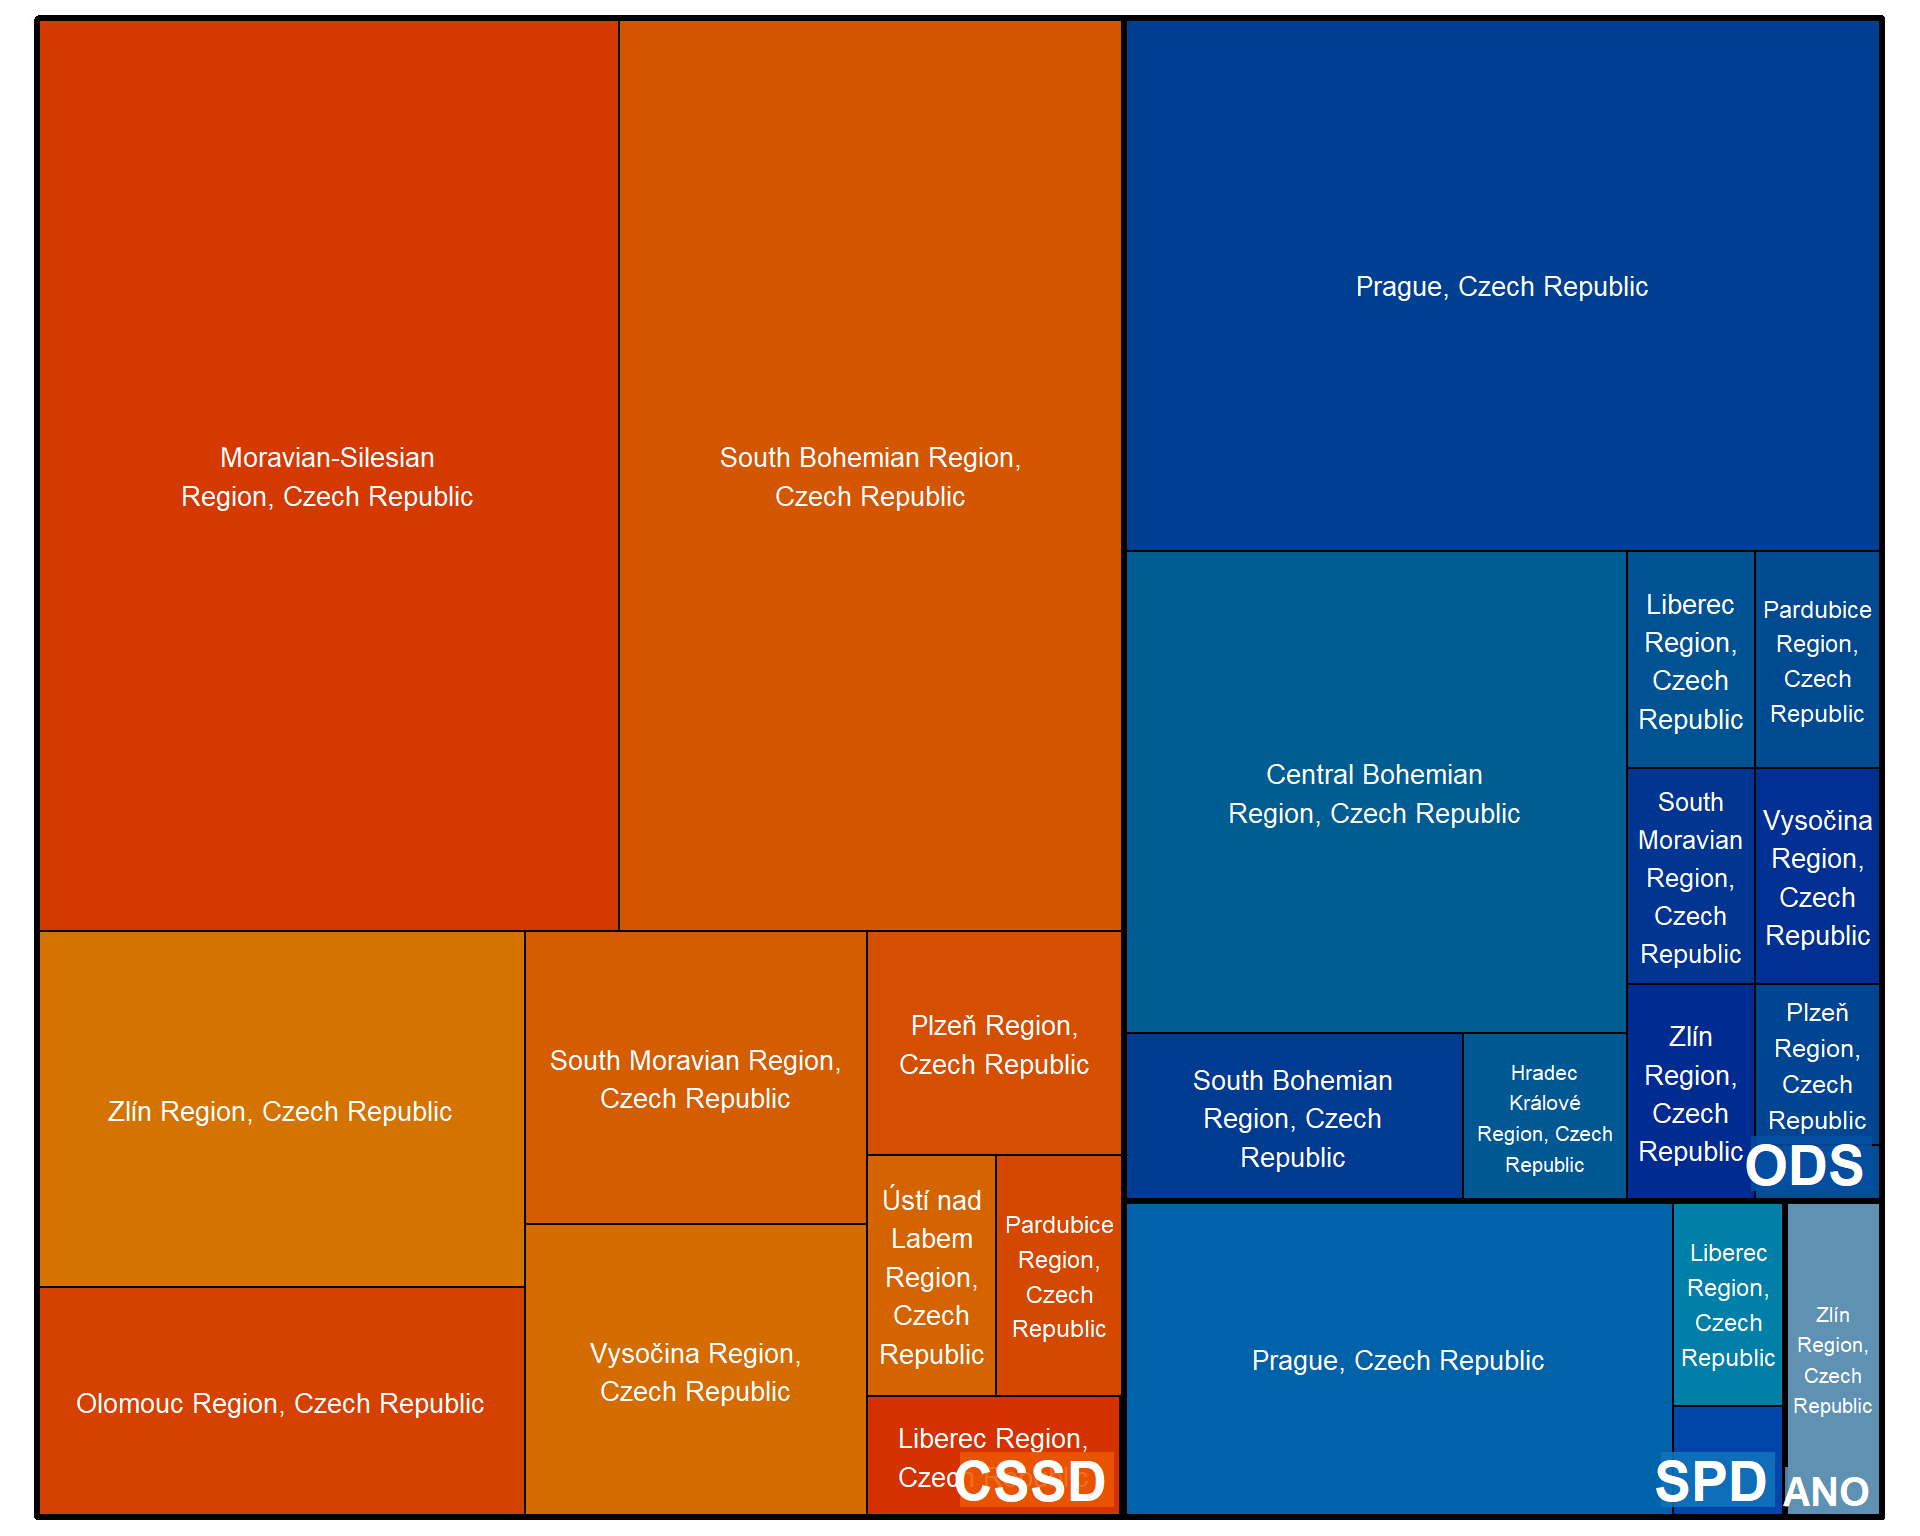 Moravian-Silesian
Region, Czech Republic
South Bohemian Region,
Czech Republic
Zlín Region, Czech Republic
Olomouc Region, Czech Republic
South Moravian Region,
Czech Republic
Vysočina Region,
Czech Republic
Plzeň Region,
Czech Republic
Ústí nad
Labem
Region,
Czech
Republic
Pardubice
Region,
Czech
Republic
Liberec Region,
Czech Republic
CSSD
Prague, Czech Republic
Central Bohemian
Region, Czech Republic
South Bohemian
Region, Czech
Republic
Hradec
Králové
Region, Czech
Republic
Liberec
Region,
Czech
Republic
Pardubice
Region,
Czech
Republic
South
Moravian
Region,
Czech
Republic
Vysočina
Region,
Czech
Republic
Zlín
Region,
Czech
Republic
Plzeň
Region,
Czech
Republic
ODS
Prague, Czech Republic
Liberec
Region,
Czech
Republic
SPD
Zlín
Region,
Czech
Republic
ANO